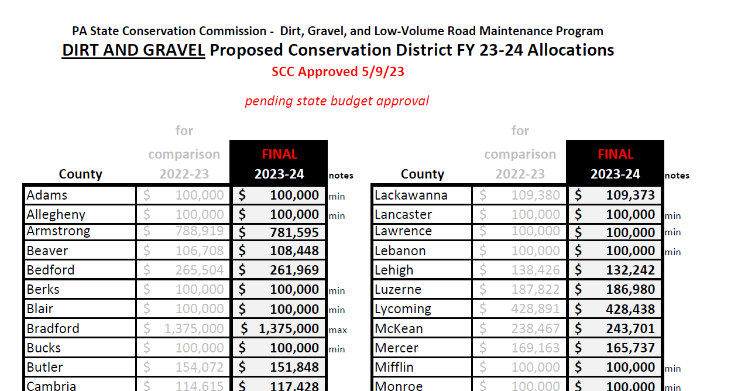 PA State Conservation Commission - Dirt, Gravel, and Low-Volume Road Maintenance Program
DIRT AND GRAVEL Proposed Conservation District FY 23-24 Allocations
SCC Approved 5/9/23
pending state budget approval
for for
comparison FINAL comparison FINAL
County 2022-23 2023-24 notes County 2022-23 2023-24 notes
Adams $ 100,000 $ 100,000 min Lackawanna $ 109,380 $ 109,373
Allegheny $ 100,000 $ 100,000 min Lancaster $ 100,000 $ 100,000 min
Armstrong $ 788,919 $ 781,595 Lawrence $ 100,000 $ 100,000 min
Beaver $ 106,708 $ 108,448 Lebanon $ 100,000 $ 100,000 min
Bedford $ 265,504 $ 261,969 Lehigh $ 138,426 $ 132,242
Berks $ 100,000 $ 100,000 min Luzerne $ 187,822 $ 186,980
Blair $ 100,000 $ 100,000 min Lycoming $ 428,891 $ 428,438
Bradford $ 1,375,000 $ 1,375,000 max McKean $ 238,467 $ 243,701
Bucks $ 100,000 $ 100,000 min Mercer $ 169,163 $ 165,737
Butler $ 154,072 $ 151,848 Mifflin $ 100,000 $ 100,000 min
Cambria $ 114,615 $ 117,428 Monroe $ 100,000 $ 100,000 min